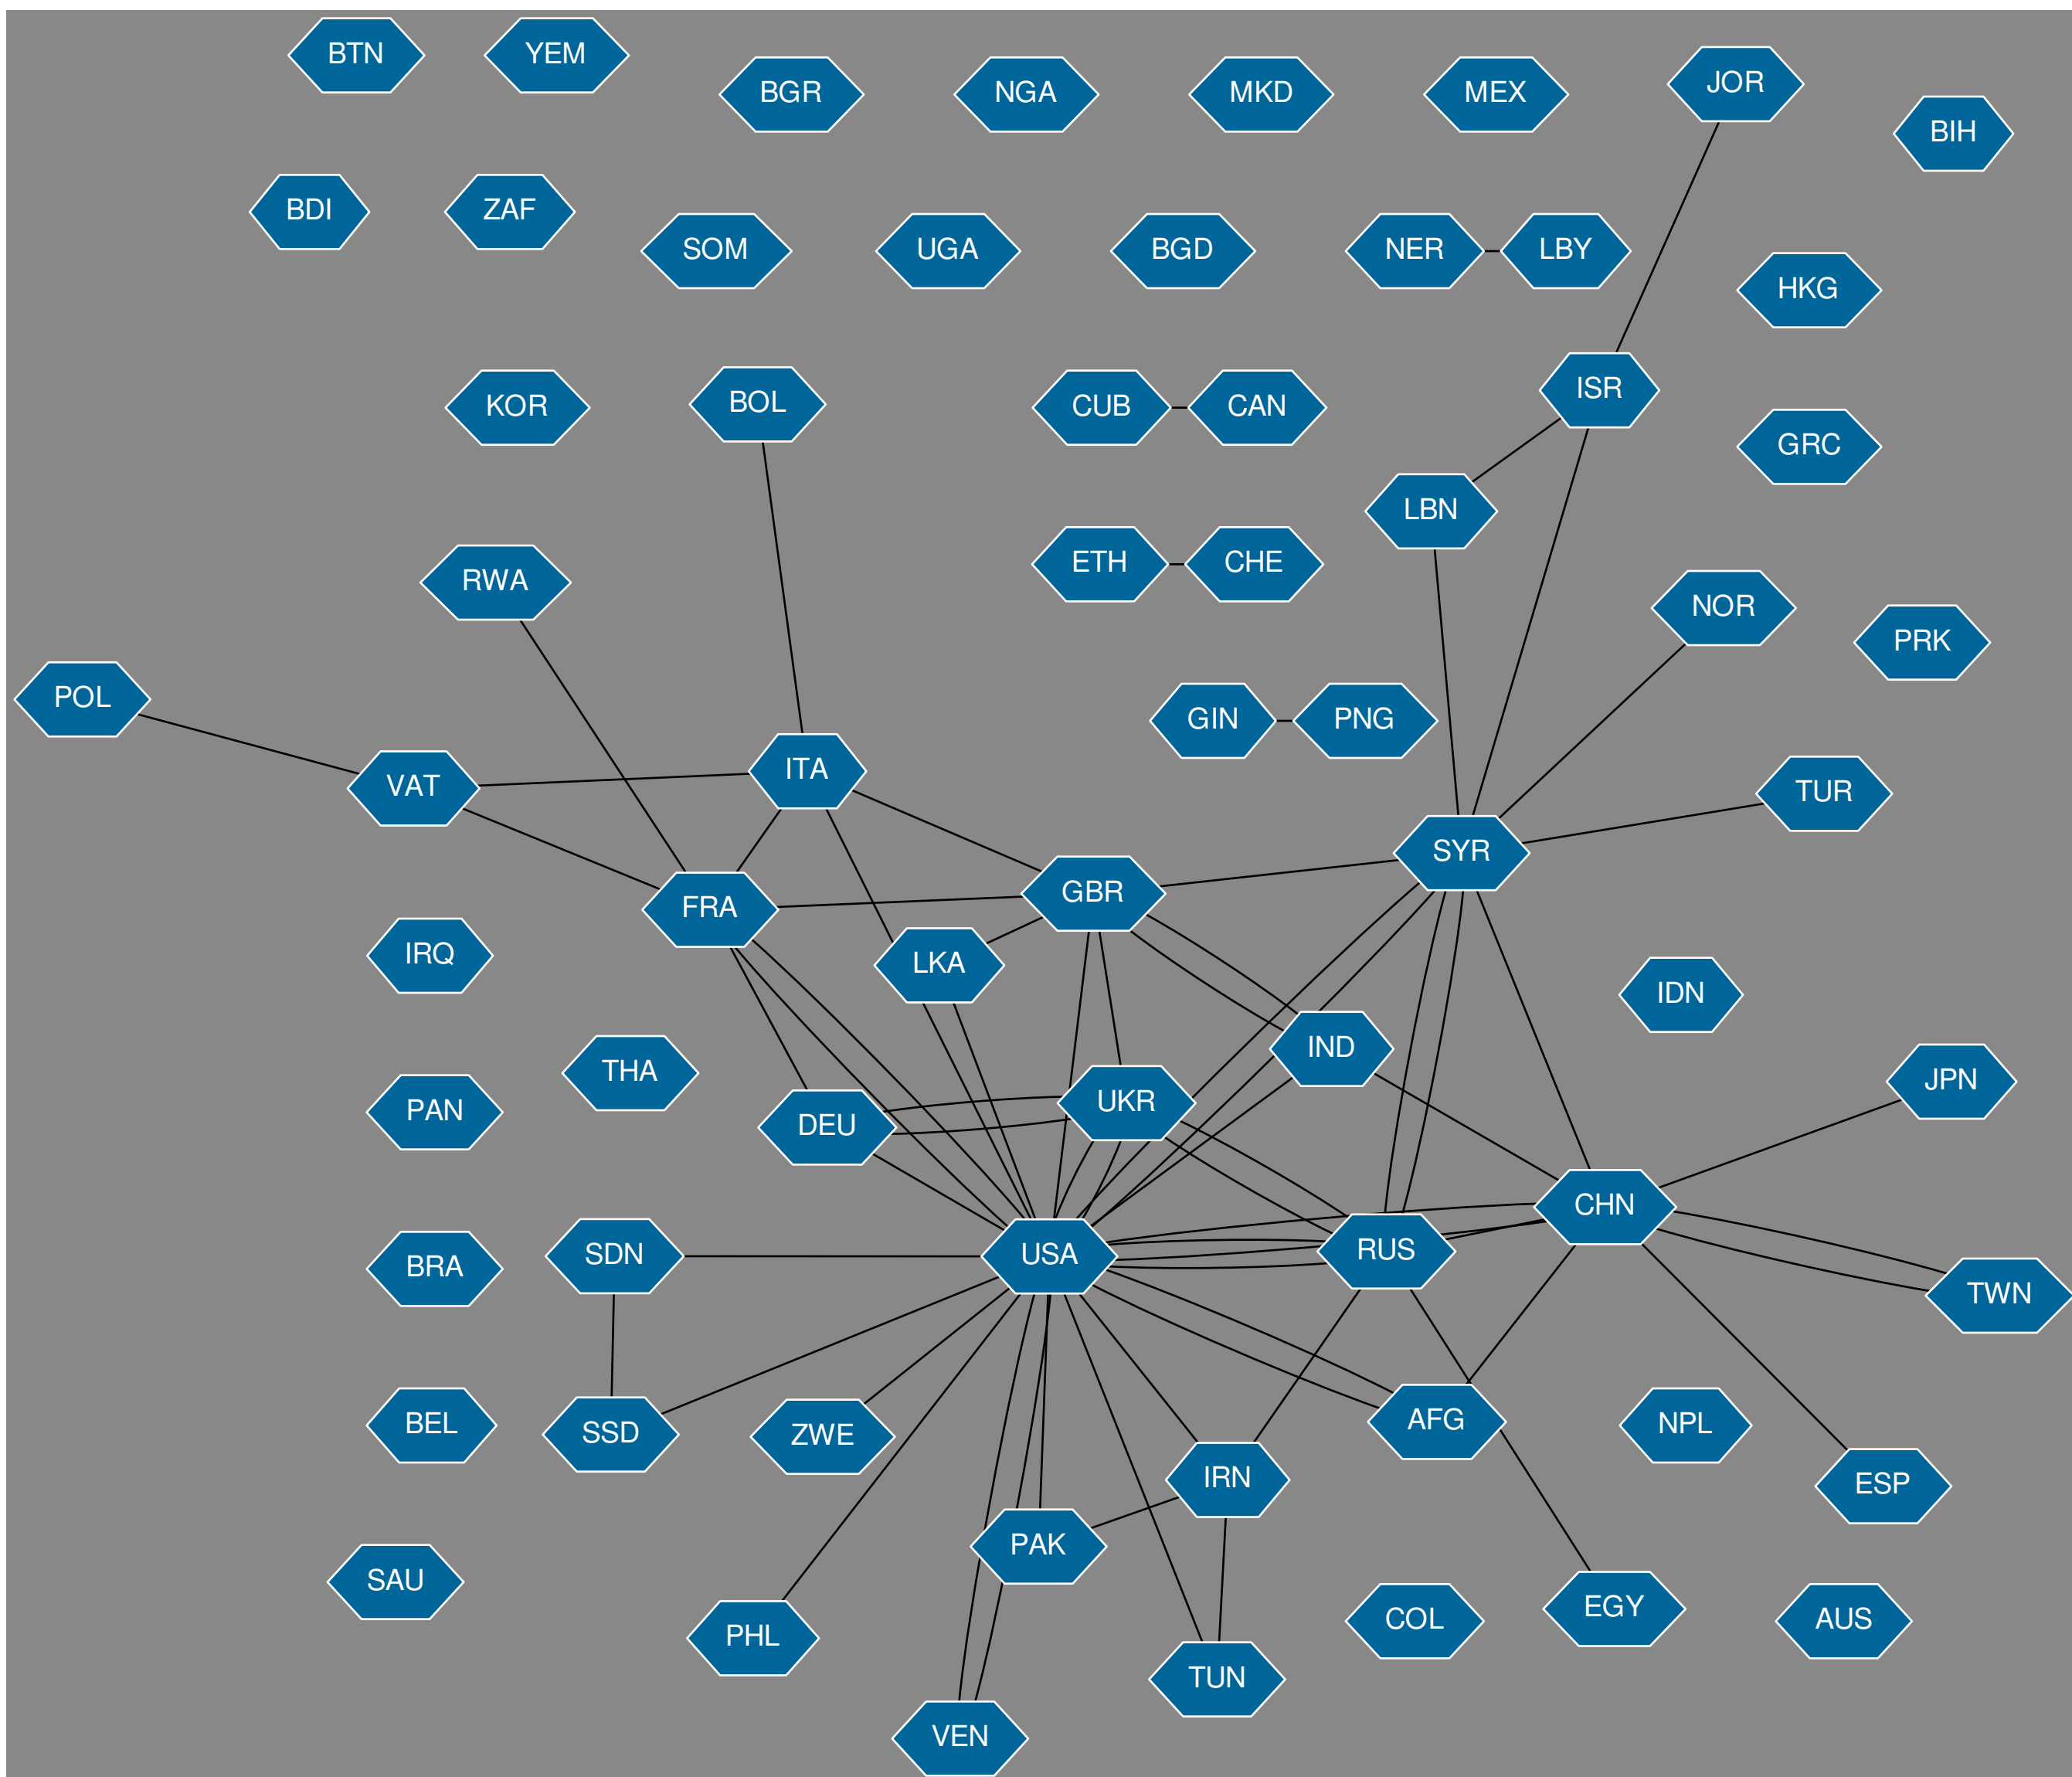 BTN
YEM
BGR
NGA
MKD
MEX
JOR
BIH
BDI
ZAF
SOM
UGA
BGD
NER
LBY
HKG
KOR
BOL
CUB
CAN
ISR
GRC
LBN
RWA
ETH
CHE
NOR
PRK
POL
VAT
ITA
GIN
PNG
TUR
FRA
GBR
SYR
IRQ
LKA
IDN
THA
PAN
DEU
UKR
IND
JPN
BRA
SDN
USA
RUS
CHN
TWN
BEL
SSD
ZWE
IRN
AFG
NPL
ESP
SAU
PHL
PAK
COL
EGY
AUS
VEN
TUN